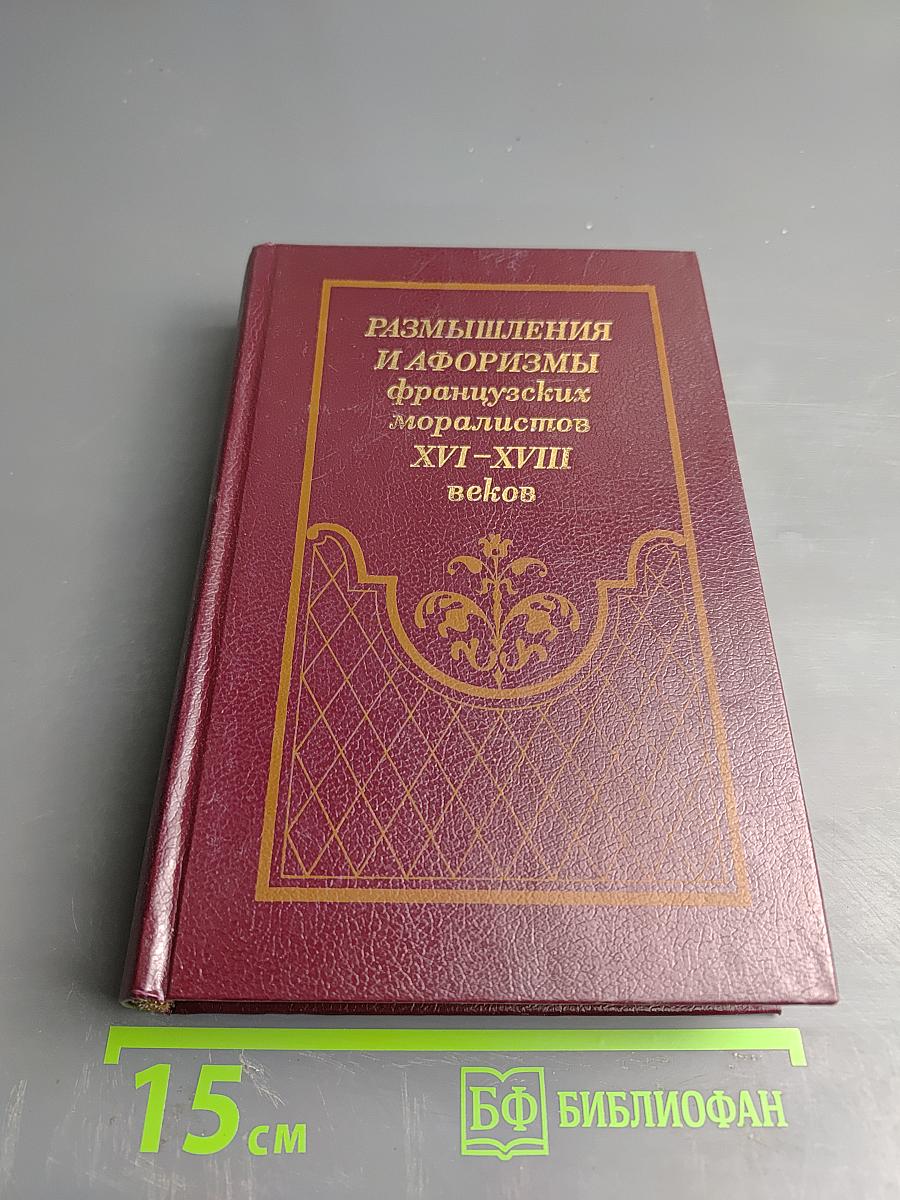 РАЗМЫШЛЕНИЯ
И АФОРИЗМЫ
французских
моралистов
XVI–XVIII
веков
15 см
БФ БИБЛИОФАН